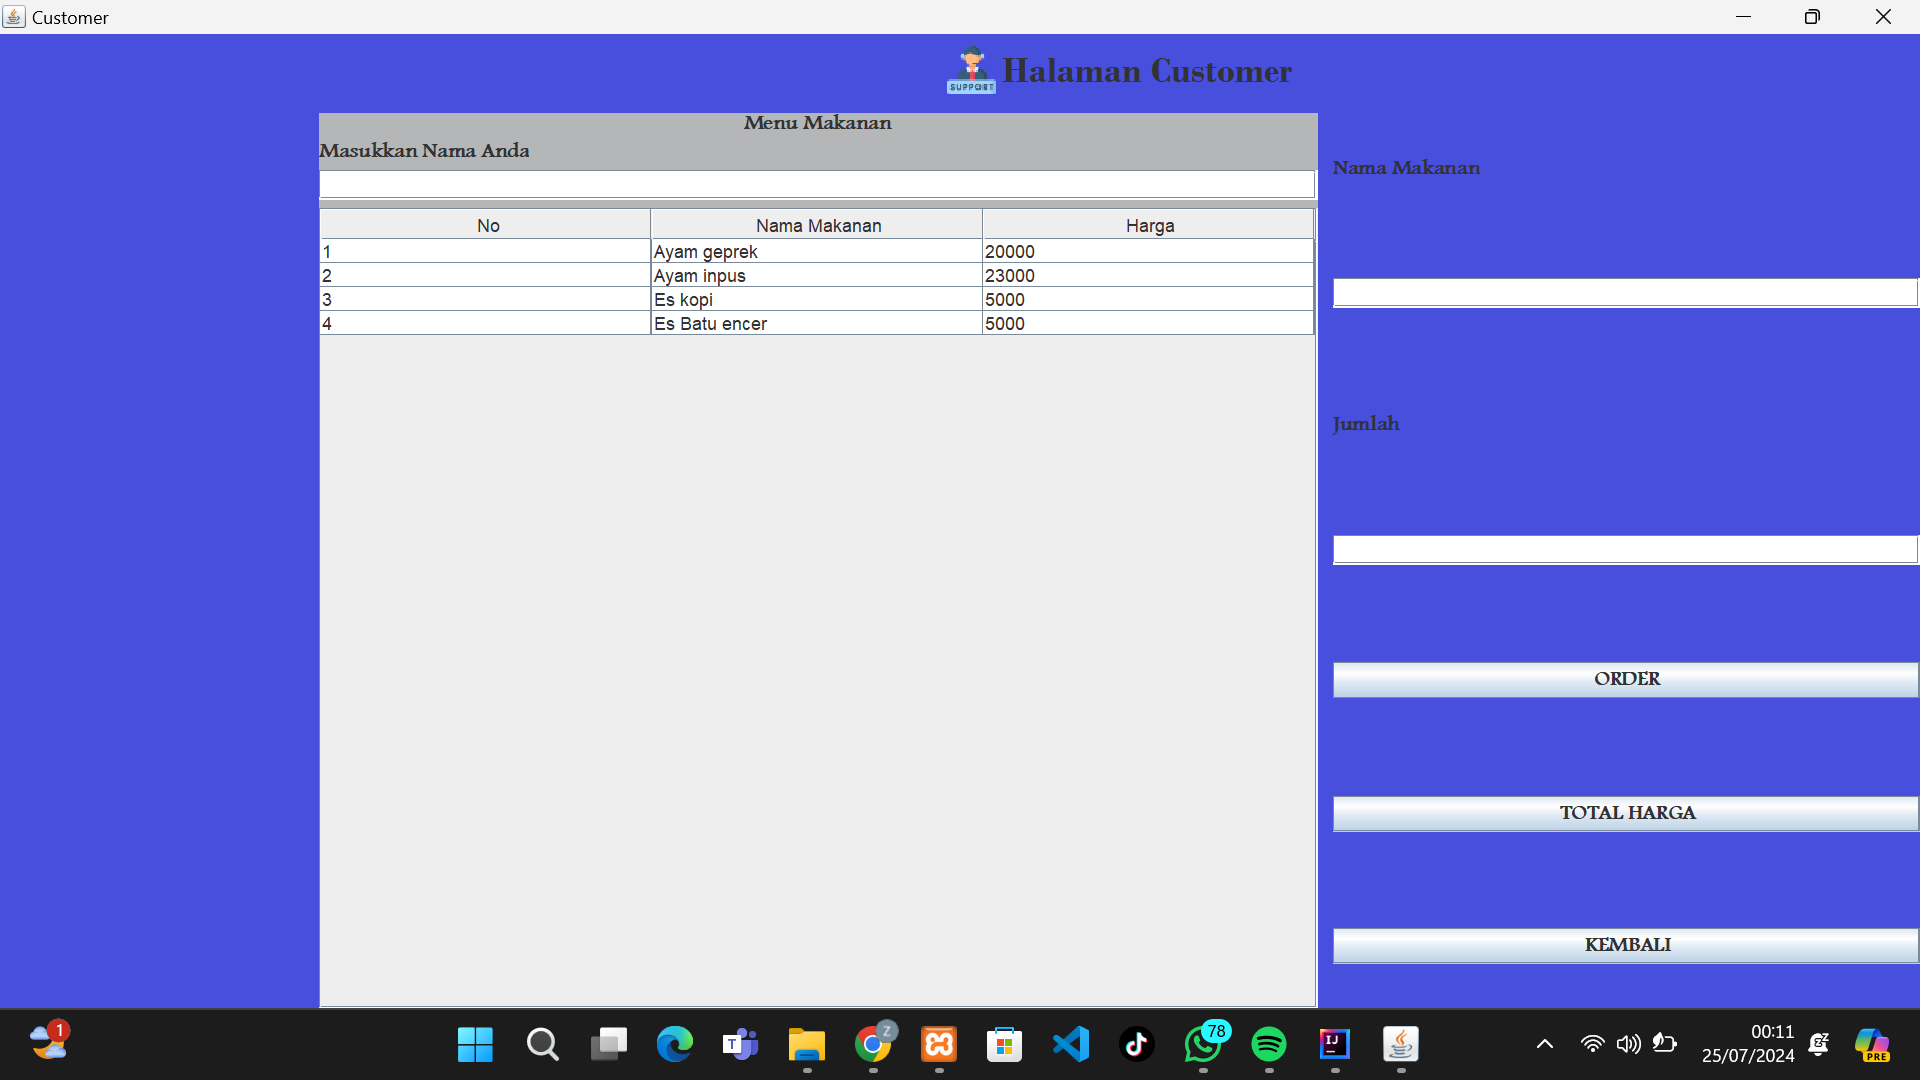 Customer
SUPPORT
Halaman Customer
Menu Makanan
Masukkan Nama Anda
No Nama Makanan Harga
1 Ayam geprek 20000
2 Ayam inpus 23000
3 Es kopi 5000
4 Es Batu encer 5000
Nama Makanan
Jumlah
ORDER
TOTAL HARGA
KEMBALI
1
T
Z
78
IJ
00:11
25/07/2024
PRE